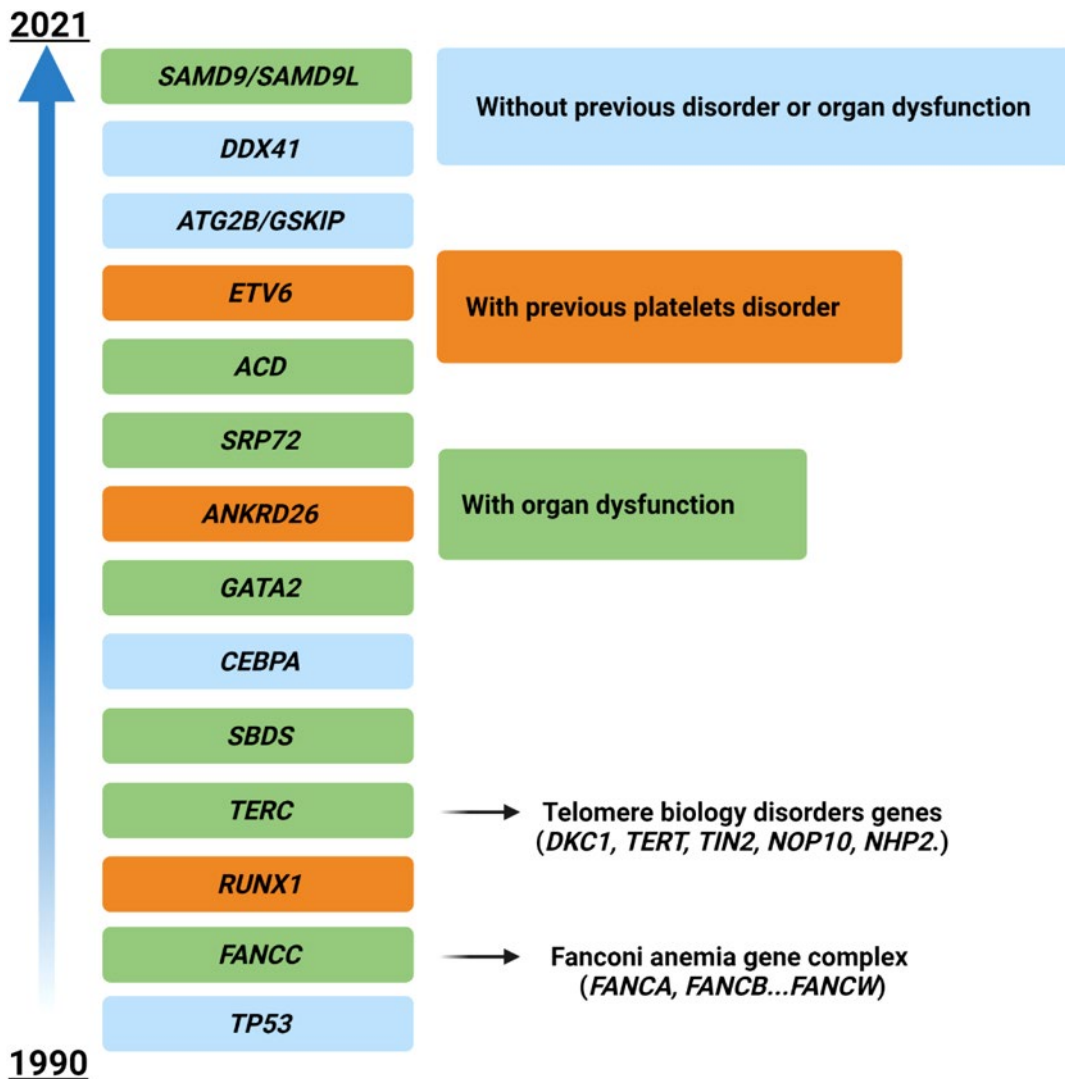 2021
SAMD9/SAMD9L
Without previous disorder or organ dysfunction
DDX41
ATG2B/GSKIP
ETV6
With previous platelets disorder
ACD
SRP72
With organ dysfunction
ANKRD26
GATA2
CEBPA
SBDS
TERC
Telomere biology disorders genes
(DKC1, TERT, TIN2, NOP10, NHP2.)
RUNX1
FANCC
Fanconi anemia gene complex
(FANCA, FANCB...FANCW)
TP53
1990